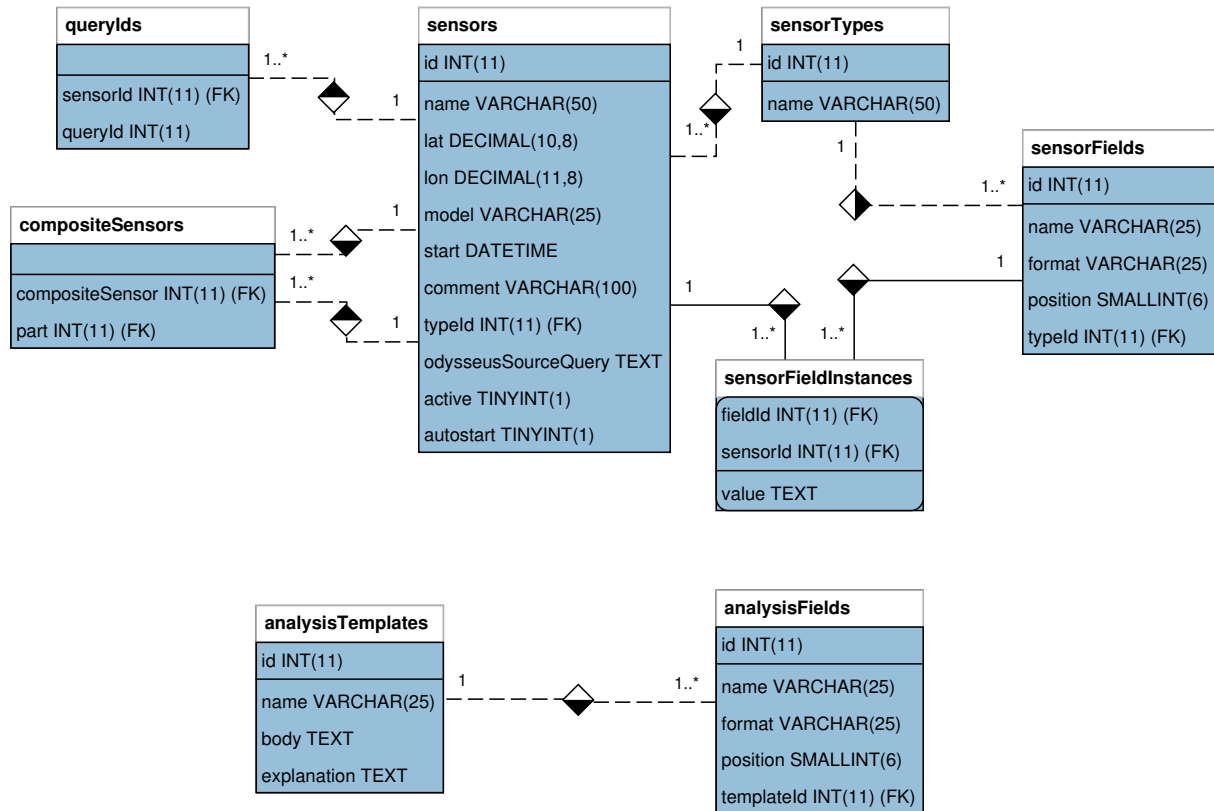 queryIds
sensorId INT(11) (FK)
queryId INT(11)
1..*
1
sensors
id INT(11)
name VARCHAR(50)
lat DECIMAL(10,8)
lon DECIMAL(11,8)
model VARCHAR(25)
start DATETIME
comment VARCHAR(100)
typeId INT(11) (FK)
odysseusSourceQuery TEXT
active TINYINT(1)
autostart TINYINT(1)
1
1..*
sensorTypes
id INT(11)
name VARCHAR(50)
1
1..*
sensorFields
id INT(11)
name VARCHAR(25)
format VARCHAR(25)
position SMALLINT(6)
typeId INT(11) (FK)
compositeSensors
compositeSensor INT(11) (FK)
part INT(11) (FK)
1..*
1
1..*
1
1
1..*
1
1..*
sensorFieldInstances
fieldId INT(11) (FK)
sensorId INT(11) (FK)
value TEXT
analysisTemplates
id INT(11)
name VARCHAR(25)
body TEXT
explanation TEXT
1
1..*
analysisFields
id INT(11)
name VARCHAR(25)
format VARCHAR(25)
position SMALLINT(6)
templateId INT(11) (FK)